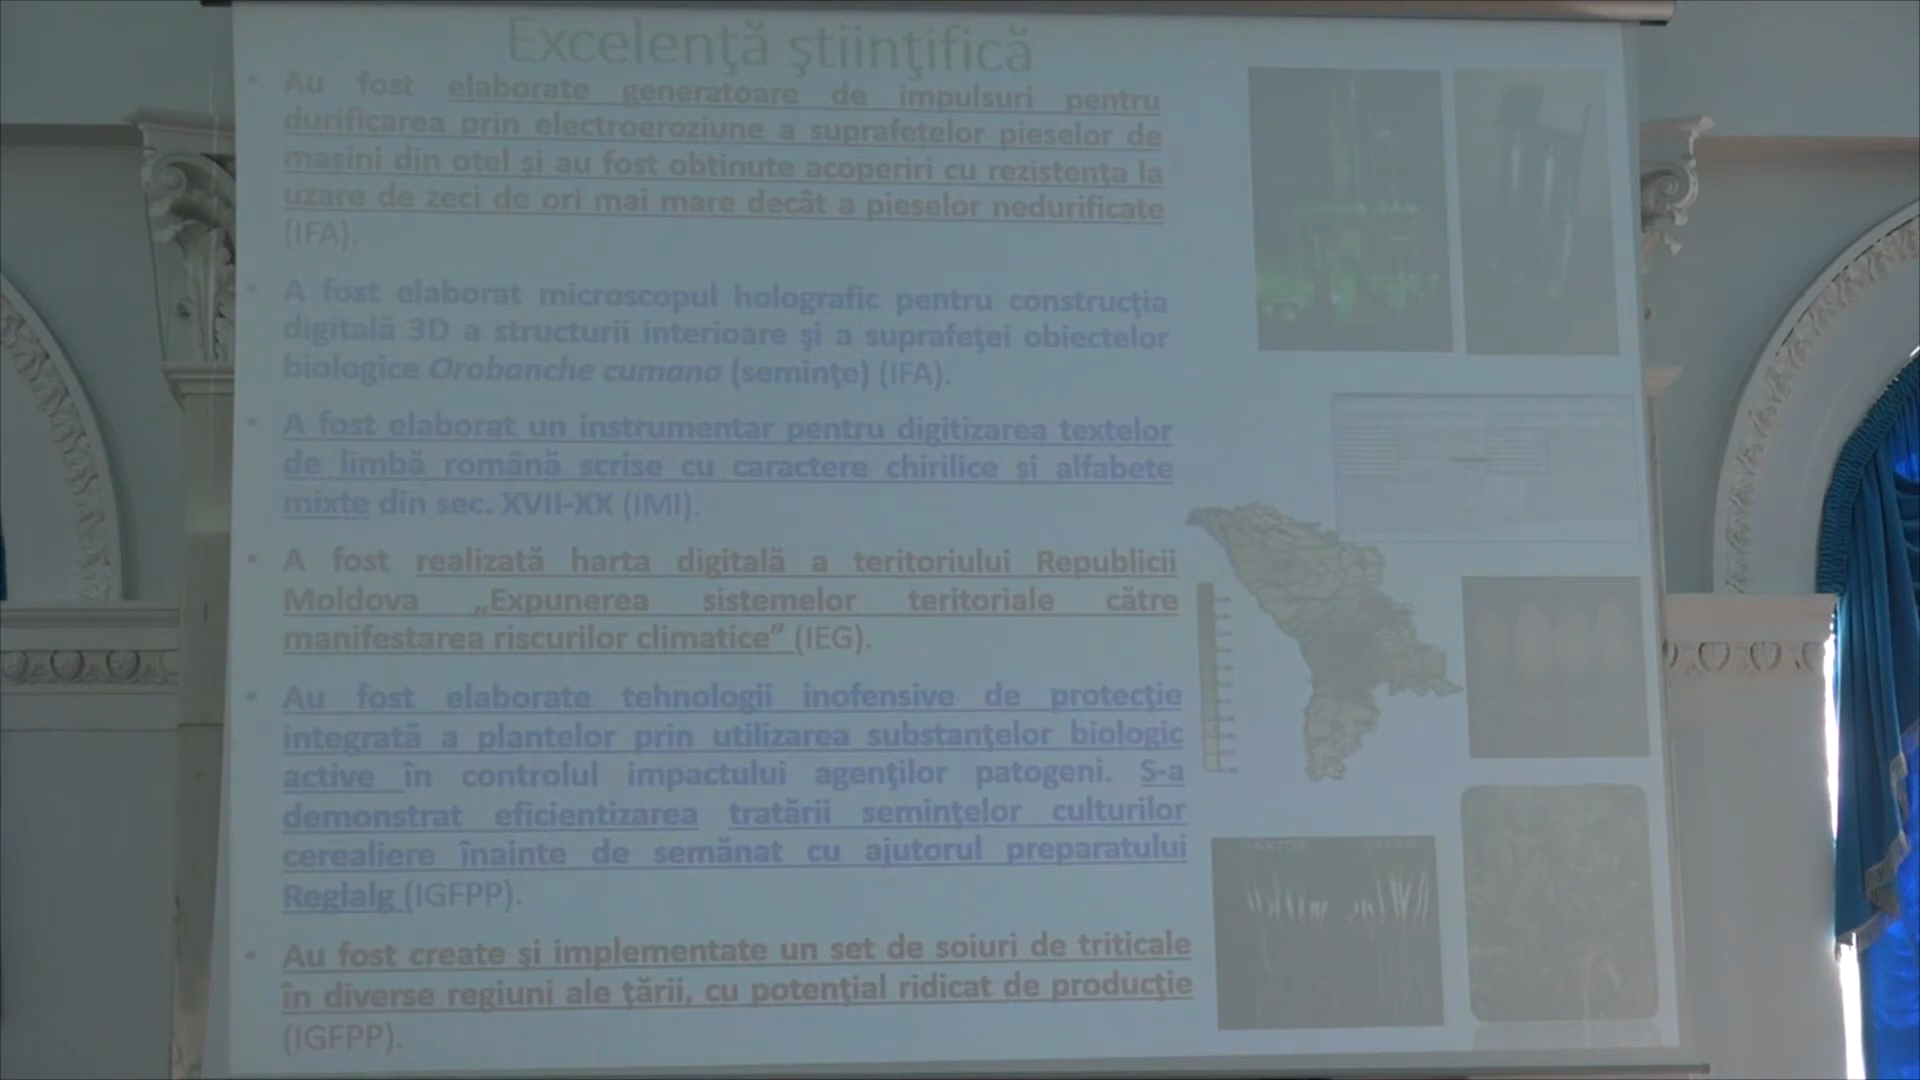 Excelenţă ştiinţifică
• Au fost elaborate generatoare de impulsuri pentru
durificarea prin electroeroziune a suprafeţelor pieselor de
maşini din oţel şi au fost obtinute acoperiri cu rezistenţa la
uzare de zeci de ori mai mare decât a pieselor nedurificate
(IFA).
• A fost elaborat microscopul holografic pentru construcţia
digitală 3D a structurii interioare şi a suprafeţei obiectelor
biologice Orobanche cumana (seminţe) (IFA).
• A fost elaborat un instrumentar pentru digitizarea textelor
de limbă română scrise cu caractere chirilice şi alfabete
mixte din sec. XVII-XX (IMI).
• A fost realizată harta digitală a teritoriului Republicii
Moldova „Expunerea sistemelor teritoriale către
manifestarea riscurilor climatice” (IEG).
• Au fost elaborate tehnologii inofensive de protecţie
integrată a plantelor prin utilizarea substanţelor biologic
active în controlul impactului agenţilor patogeni. S-a
demonstrat eficientizarea tratării seminţelor culturilor
cerealiere înainte de semănat cu ajutorul preparatului
Reglalg (IGFPP).
• Au fost create şi implementate un set de soiuri de triticale
în diverse regiuni ale ţării, cu potenţial ridicat de producţie
(IGFPP).